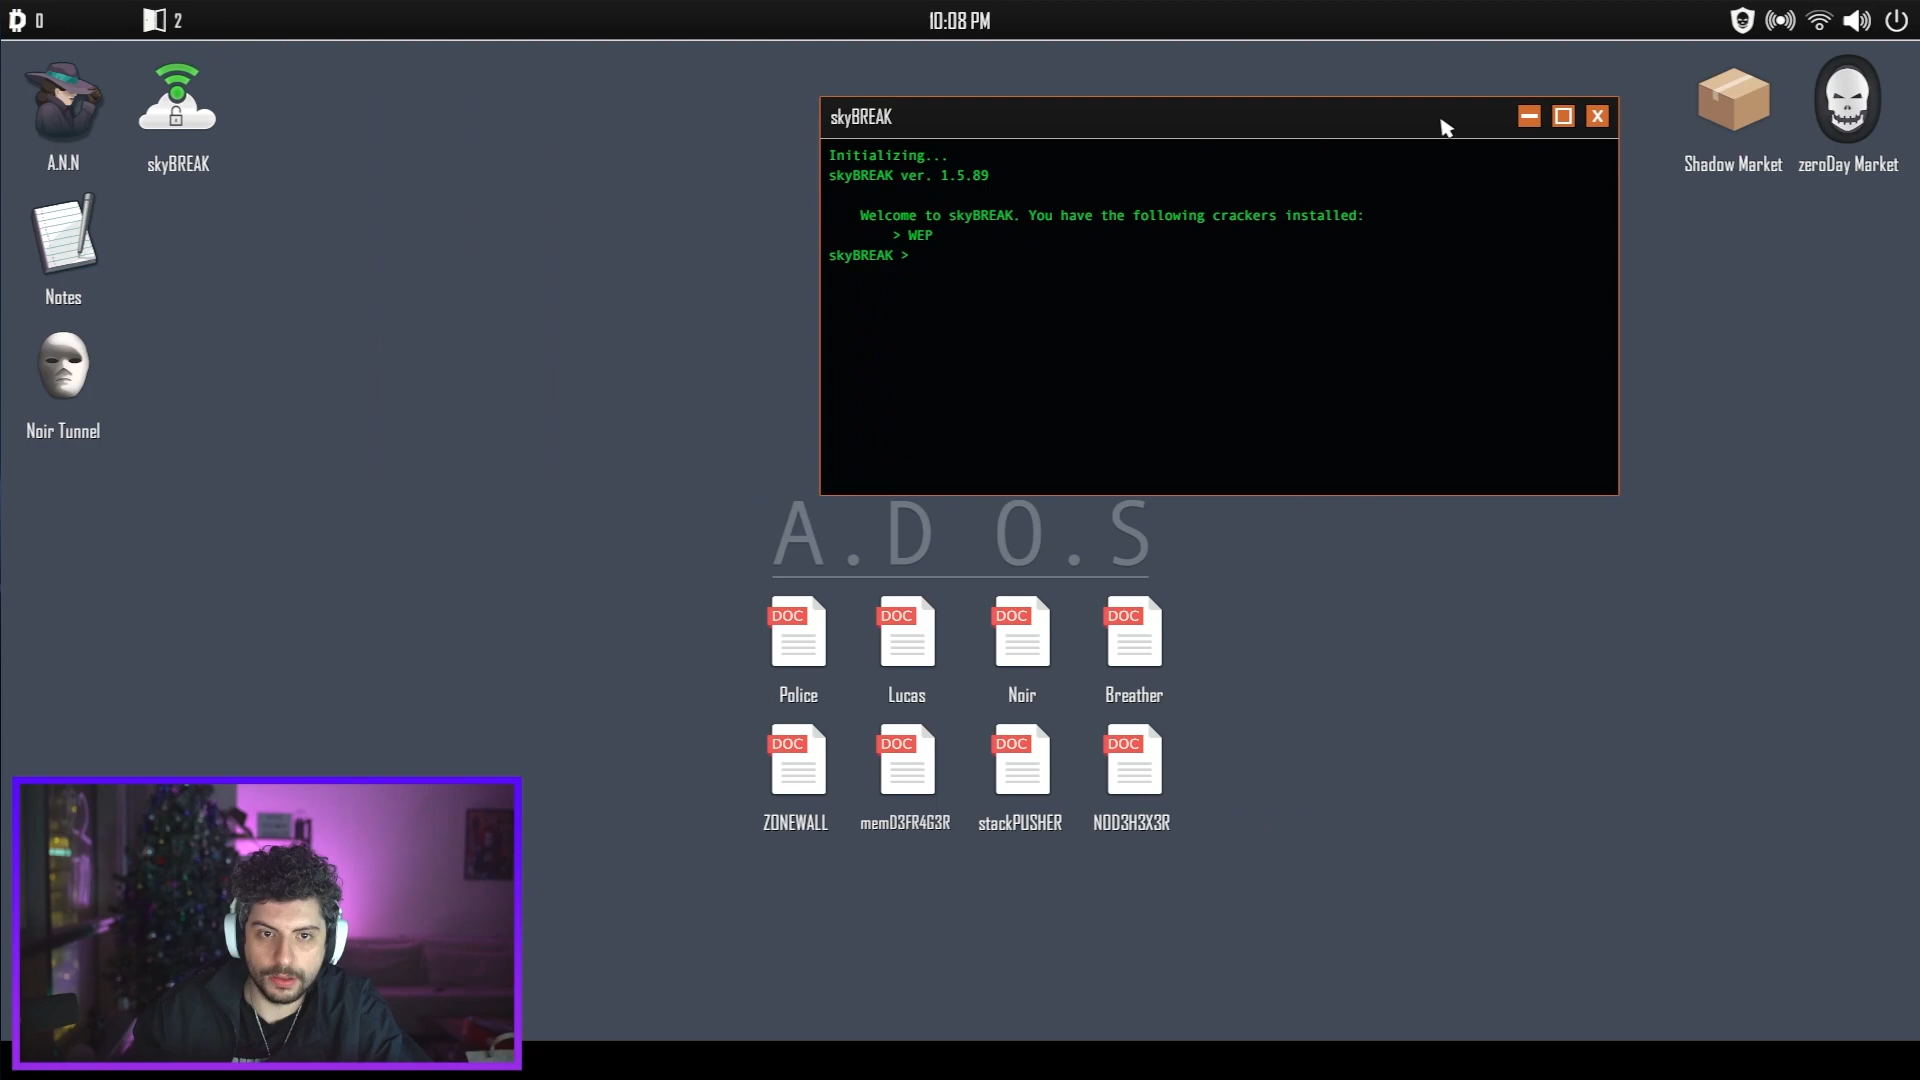 0
2
10:08 PM
A.N.N
skyBREAK
Notes
Noir Tunnel
skyBREAK
X
Initializing...
skyBREAK ver. 1.5.89
Welcome to skyBREAK. You have the following crackers installed:
> WEP
skyBREAK >
Shadow Market
zeroDay Market
A.D O.S
DOC DOC DOC DOC
Police Lucas Noir Breather
DOC DOC DOC DOC
ZONEWALL memD3FR4G3R stackPUSHER N0D3H3X3R